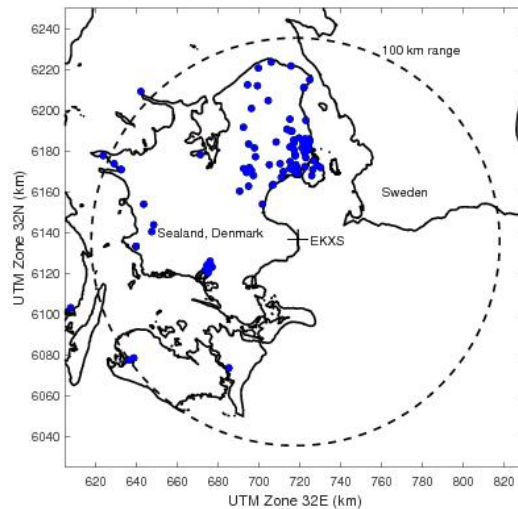 6240
6220
6200
6180
6160
6140
6120
6100
6080
6060
6040
UTM Zone 32N (km)
100 km range
Sweden
Sealand, Denmark
EKXS
620 640 660 680 700 720 740 760 780 800 820
UTM Zone 32E (km)